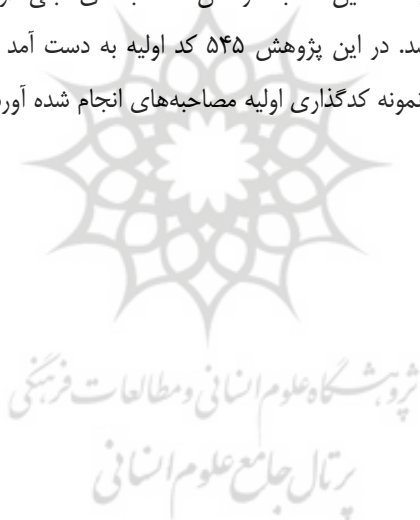 شد. در این پژوهش ۵۴۵ کد اولیه به دست آمد
نمونه کدگذاری اولیه مصاحبه‌های انجام شده آور
پژوهشگاه علوم انسانی و مطالعات فرهنگی
پرتال جامع علوم انسانی